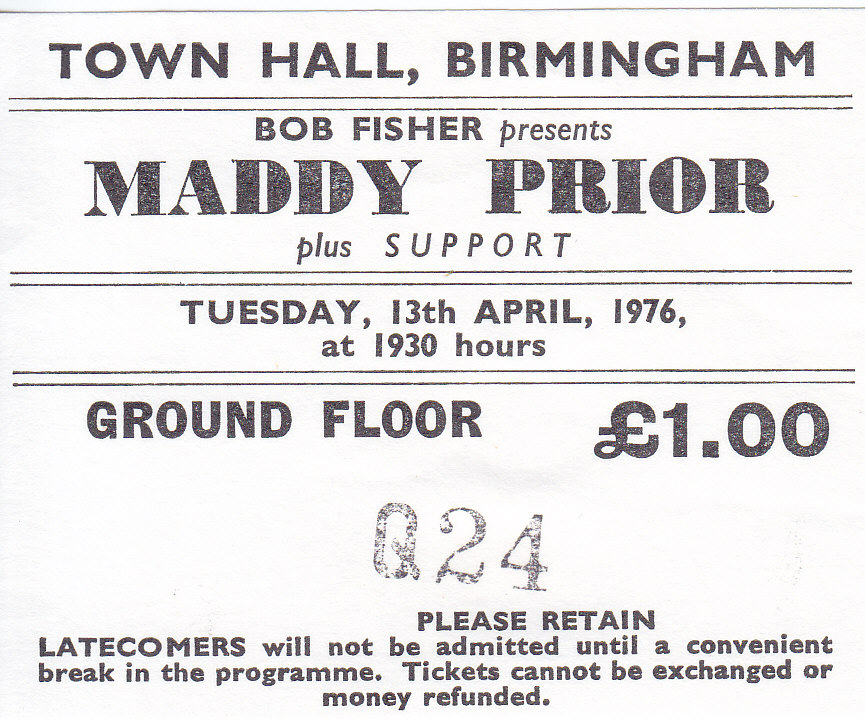 TOWN HALL, BIRMINGHAM
BOB FISHER presents
MADDY PRIOR
plus SUPPORT
TUESDAY, 13th APRIL, 1976,
at 1930 hours
GROUND FLOOR £1.00
Q24
PLEASE RETAIN
LATECOMERS will not be admitted until a convenient
break in the programme. Tickets cannot be exchanged or
money refunded.